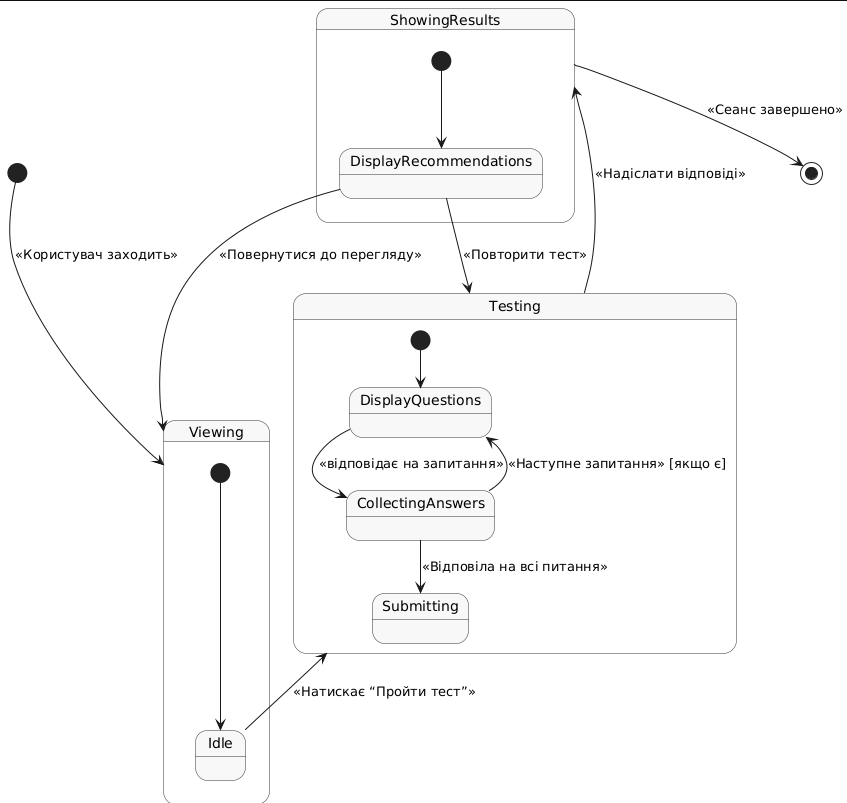 ShowingResults
«Сеанс завершено»
DisplayRecommendations
«Надіслати відповіді»
«Користувач заходить»
«Повернутися до перегляду»
«Повторити тест»
Testing
DisplayQuestions
Viewing
«відповідає на запитання»
«Наступне запитання» [якщо є]
CollectingAnswers
«Відповіла на всі питання»
Submitting
«Натискає “Пройти тест”»
Idle